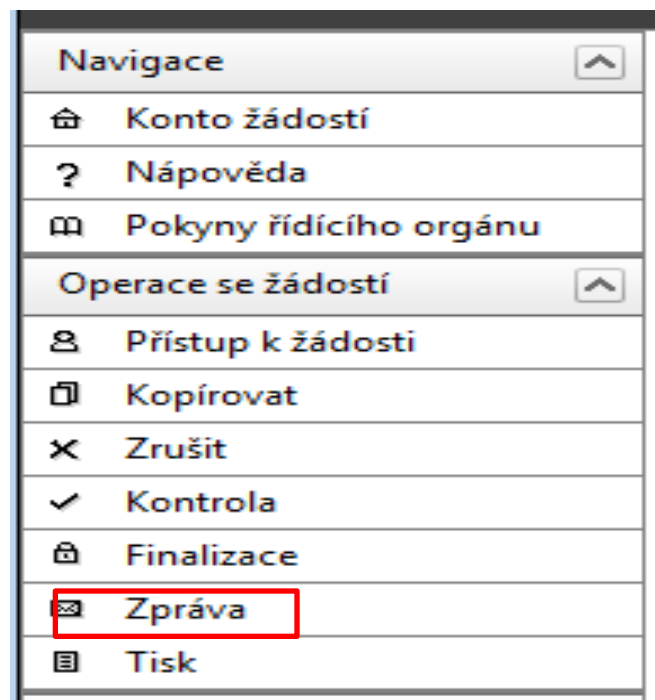 Navigace
Konto žádostí
Nápověda
Pokyny řídícího orgánu
Operace se žádostí
Přístup k žádosti
Kopírovat
Zrušit
Kontrola
Finalizace
Zpráva
Tisk